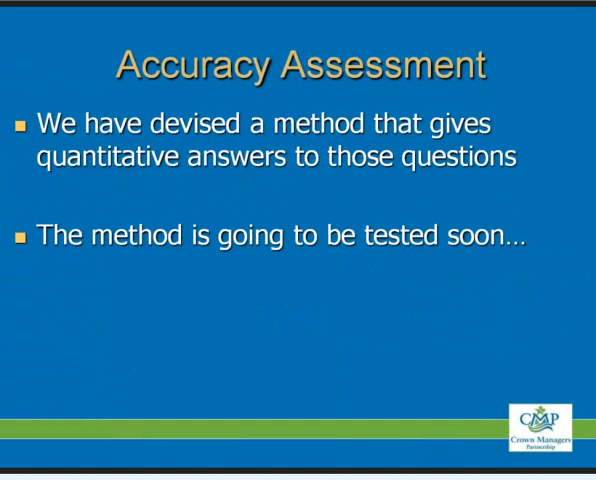 Accuracy Assessment
We have devised a method that gives
quantitative answers to those questions
The method is going to be tested soon…
CMP
Crown Managers
Partnership